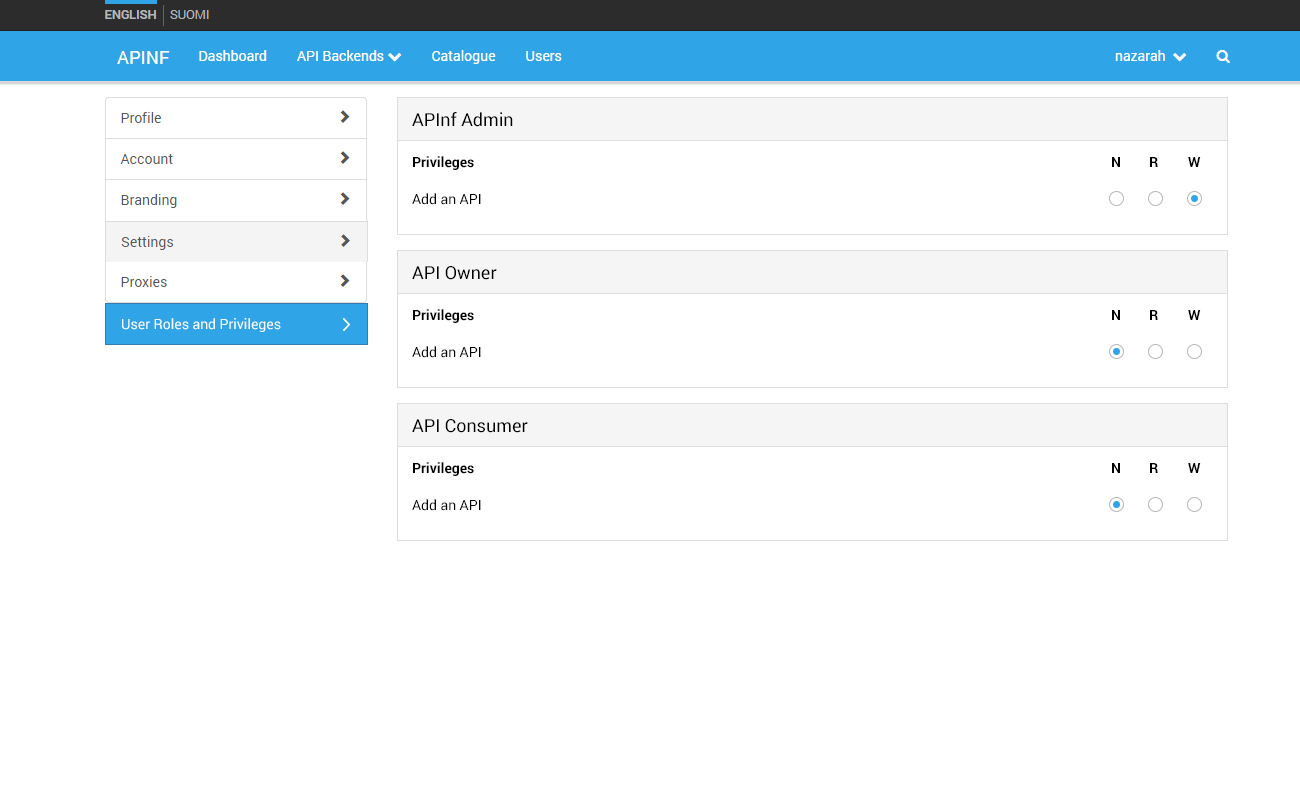 ENGLISH SUOMI
APINF Dashboard API Backends Catalogue Users nazarah
Profile
Account
Branding
Settings
Proxies
User Roles and Privileges
APInf Admin
Privileges N R W
Add an API
API Owner
Privileges N R W
Add an API
API Consumer
Privileges N R W
Add an API